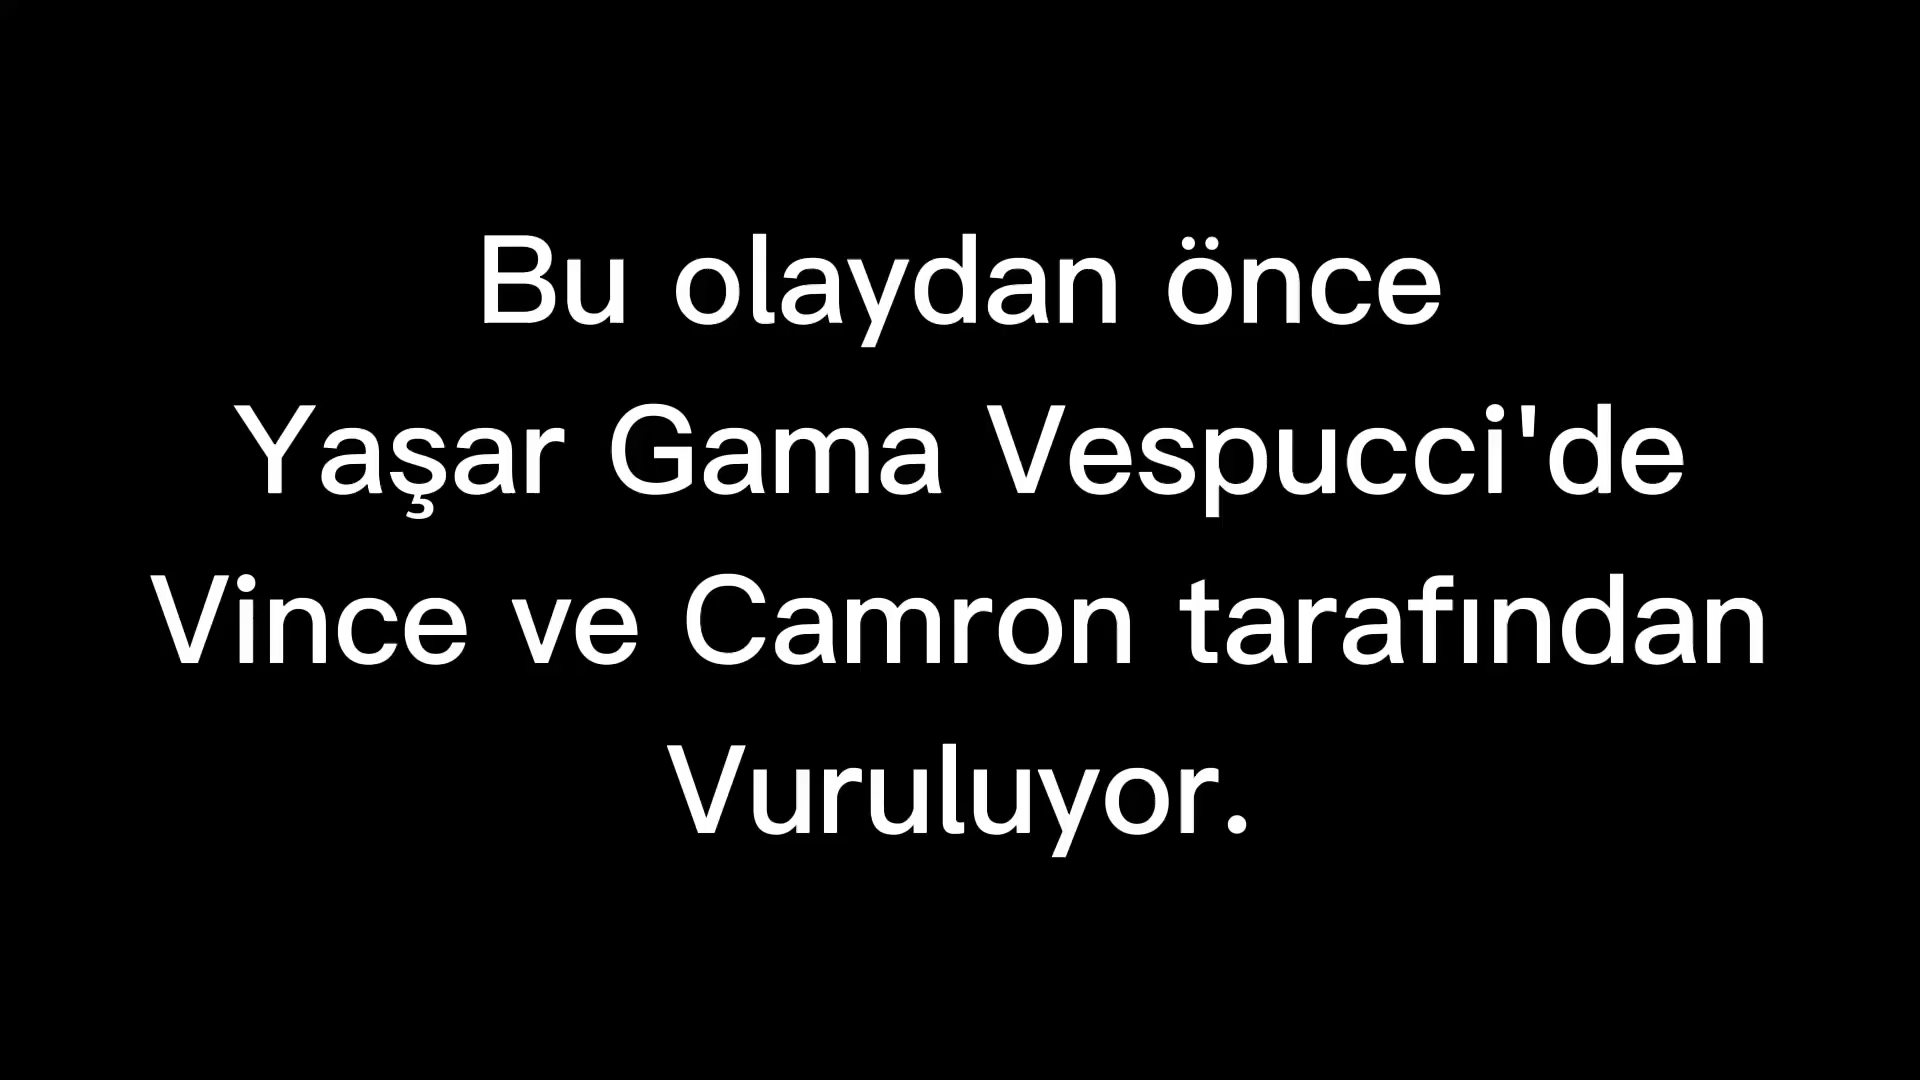 Bu olaydan önce
Yaşar Gama Vespucci'de
Vince ve Camron tarafından
Vuruluyor.